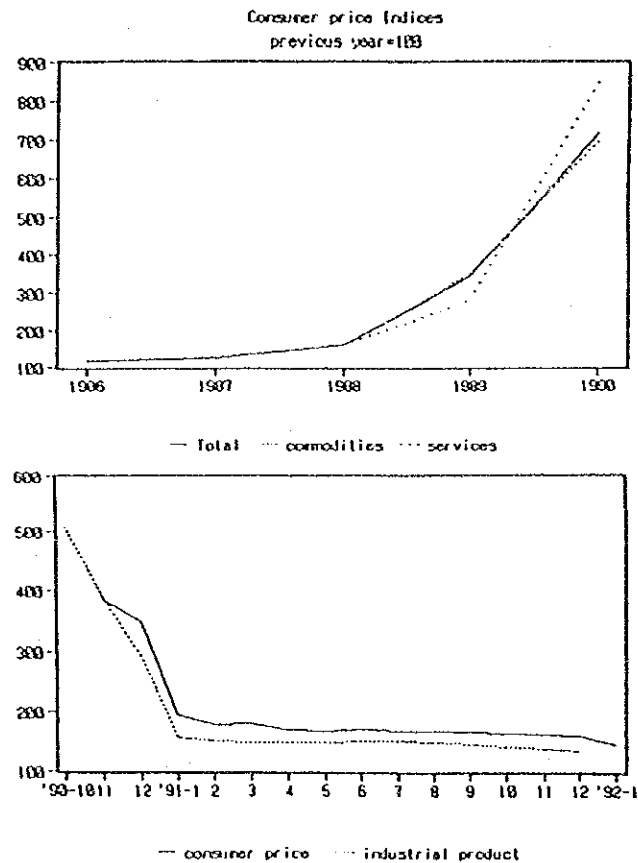 Consumer price Indices
previous year=100
900
800
700
600
500
400
300
200
100
1986 1987 1988 1989 1990
Total commodities services
600
500
400
300
200
100
'90-10 11 12 '91-1 2 3 4 5 6 7 8 9 10 11 12 '92-1
consumer price industrial product